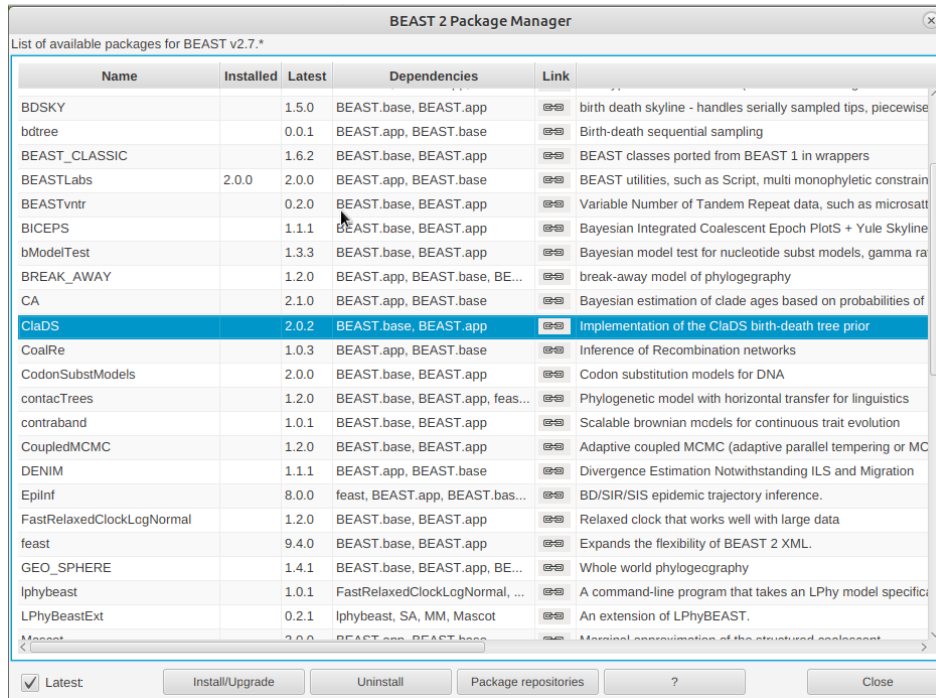 BEAST 2 Package Manager
List of available packages for BEAST v2.7.*
Name Installed Latest Dependencies Link
BDSKY 1.5.0 BEAST.base, BEAST.app birth death skyline - handles serially sampled tips, piecewise
bdtree 0.0.1 BEAST.app, BEAST.base Birth-death sequential sampling
BEAST_CLASSIC 1.6.2 BEAST.base, BEAST.app BEAST classes ported from BEAST 1 in wrappers
BEASTLabs 2.0.0 2.0.0 BEAST.app, BEAST.base BEAST utilities, such as Script, multi monophyletic constrain
BEASTvntr 0.2.0 BEAST.base, BEAST.app Variable Number of Tandem Repeat data, such as microsatt
BICEPS 1.1.1 BEAST.base, BEAST.app Bayesian Integrated Coalescent Epoch PlotS + Yule Skyline
bModelTest 1.3.3 BEAST.base, BEAST.app Bayesian model test for nucleotide subst models, gamma ra
BREAK_AWAY 1.2.0 BEAST.app, BEAST.base, BE... break-away model of phylogeography
CA 2.1.0 BEAST.app, BEAST.base Bayesian estimation of clade ages based on probabilities of
ClaDS 2.0.2 BEAST.base, BEAST.app Implementation of the ClaDS birth-death tree prior
CoalRe 1.0.3 BEAST.app, BEAST.base Inference of Recombination networks
CodonSubstModels 2.0.0 BEAST.base, BEAST.app Codon substitution models for DNA
contacTrees 1.2.0 BEAST.base, BEAST.app, feas... Phylogenetic model with horizontal transfer for linguistics
contraband 1.0.1 BEAST.base, BEAST.app Scalable brownian models for continuous trait evolution
CoupledMCMC 1.2.0 BEAST.base, BEAST.app Adaptive coupled MCMC (adaptive parallel tempering or MC
DENIM 1.1.1 BEAST.app, BEAST.base Divergence Estimation Notwithstanding ILS and Migration
EpiInf 8.0.0 feast, BEAST.app, BEAST.bas... BD/SIR/SIS epidemic trajectory inference.
FastRelaxedClockLogNormal 1.2.0 BEAST.base, BEAST.app Relaxed clock that works well with large data
feast 9.4.0 BEAST.base, BEAST.app Expands the flexibility of BEAST 2 XML.
GEO_SPHERE 1.4.1 BEAST.base, BEAST.app, BE... Whole world phylogeography
lphybeast 1.0.1 FastRelaxedClockLogNormal, ... A command-line program that takes an LPhy model specifica
LPhyBeastExt 0.2.1 lphybeast, SA, MM, Mascot An extension of LPhyBEAST.
Mascot 3.0.0 BEAST.app, BEAST.base Marginal approximation of the structured coalescent
Latest Install/Upgrade Uninstall Package repositories ? Close